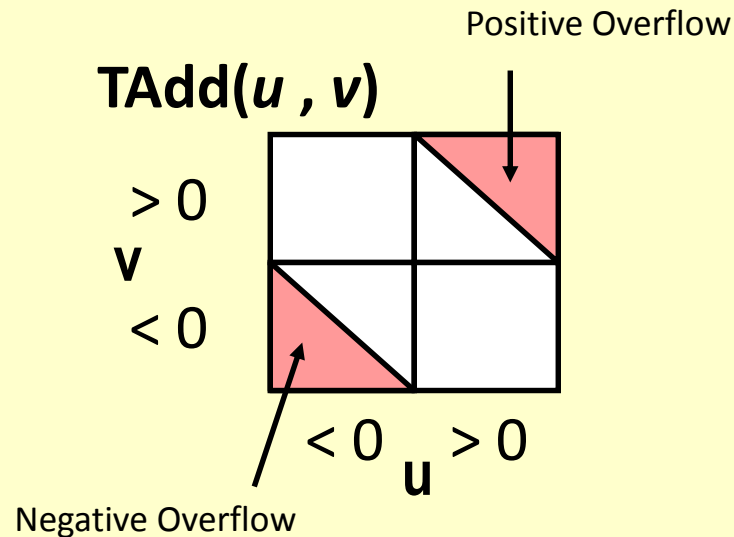 Positive Overflow
TAdd(u , v)
> 0
v
< 0
< 0 > 0
u
Negative Overflow